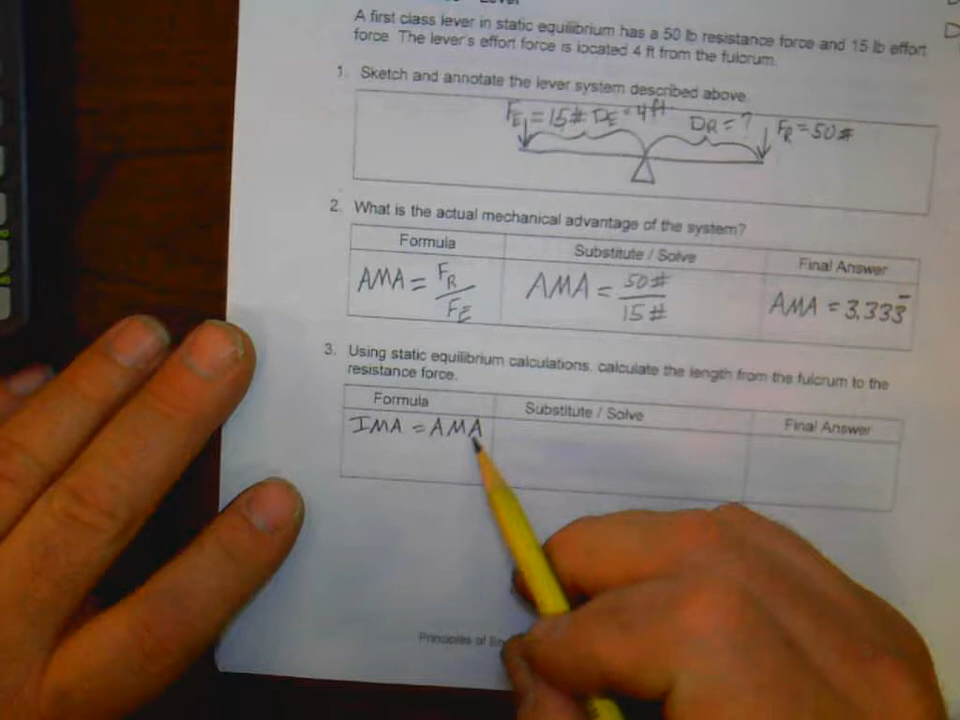 Lever
A first class lever in static equilibrium has a 50 lb resistance force and 15 lb effort
force. The lever's effort force is located 4 ft from the fulcrum.
1. Sketch and annotate the lever system described above.
FE = 15# DE = 4ft DR = ? FR = 50#
2. What is the actual mechanical advantage of the system?
Formula Substitute / Solve Final Answer
AMA = FR/FE AMA = 50#/15# AMA = 3.333̅
3. Using static equilibrium calculations, calculate the length from the fulcrum to the
resistance force.
Formula Substitute / Solve Final Answer
IMA = AMA
Principles of